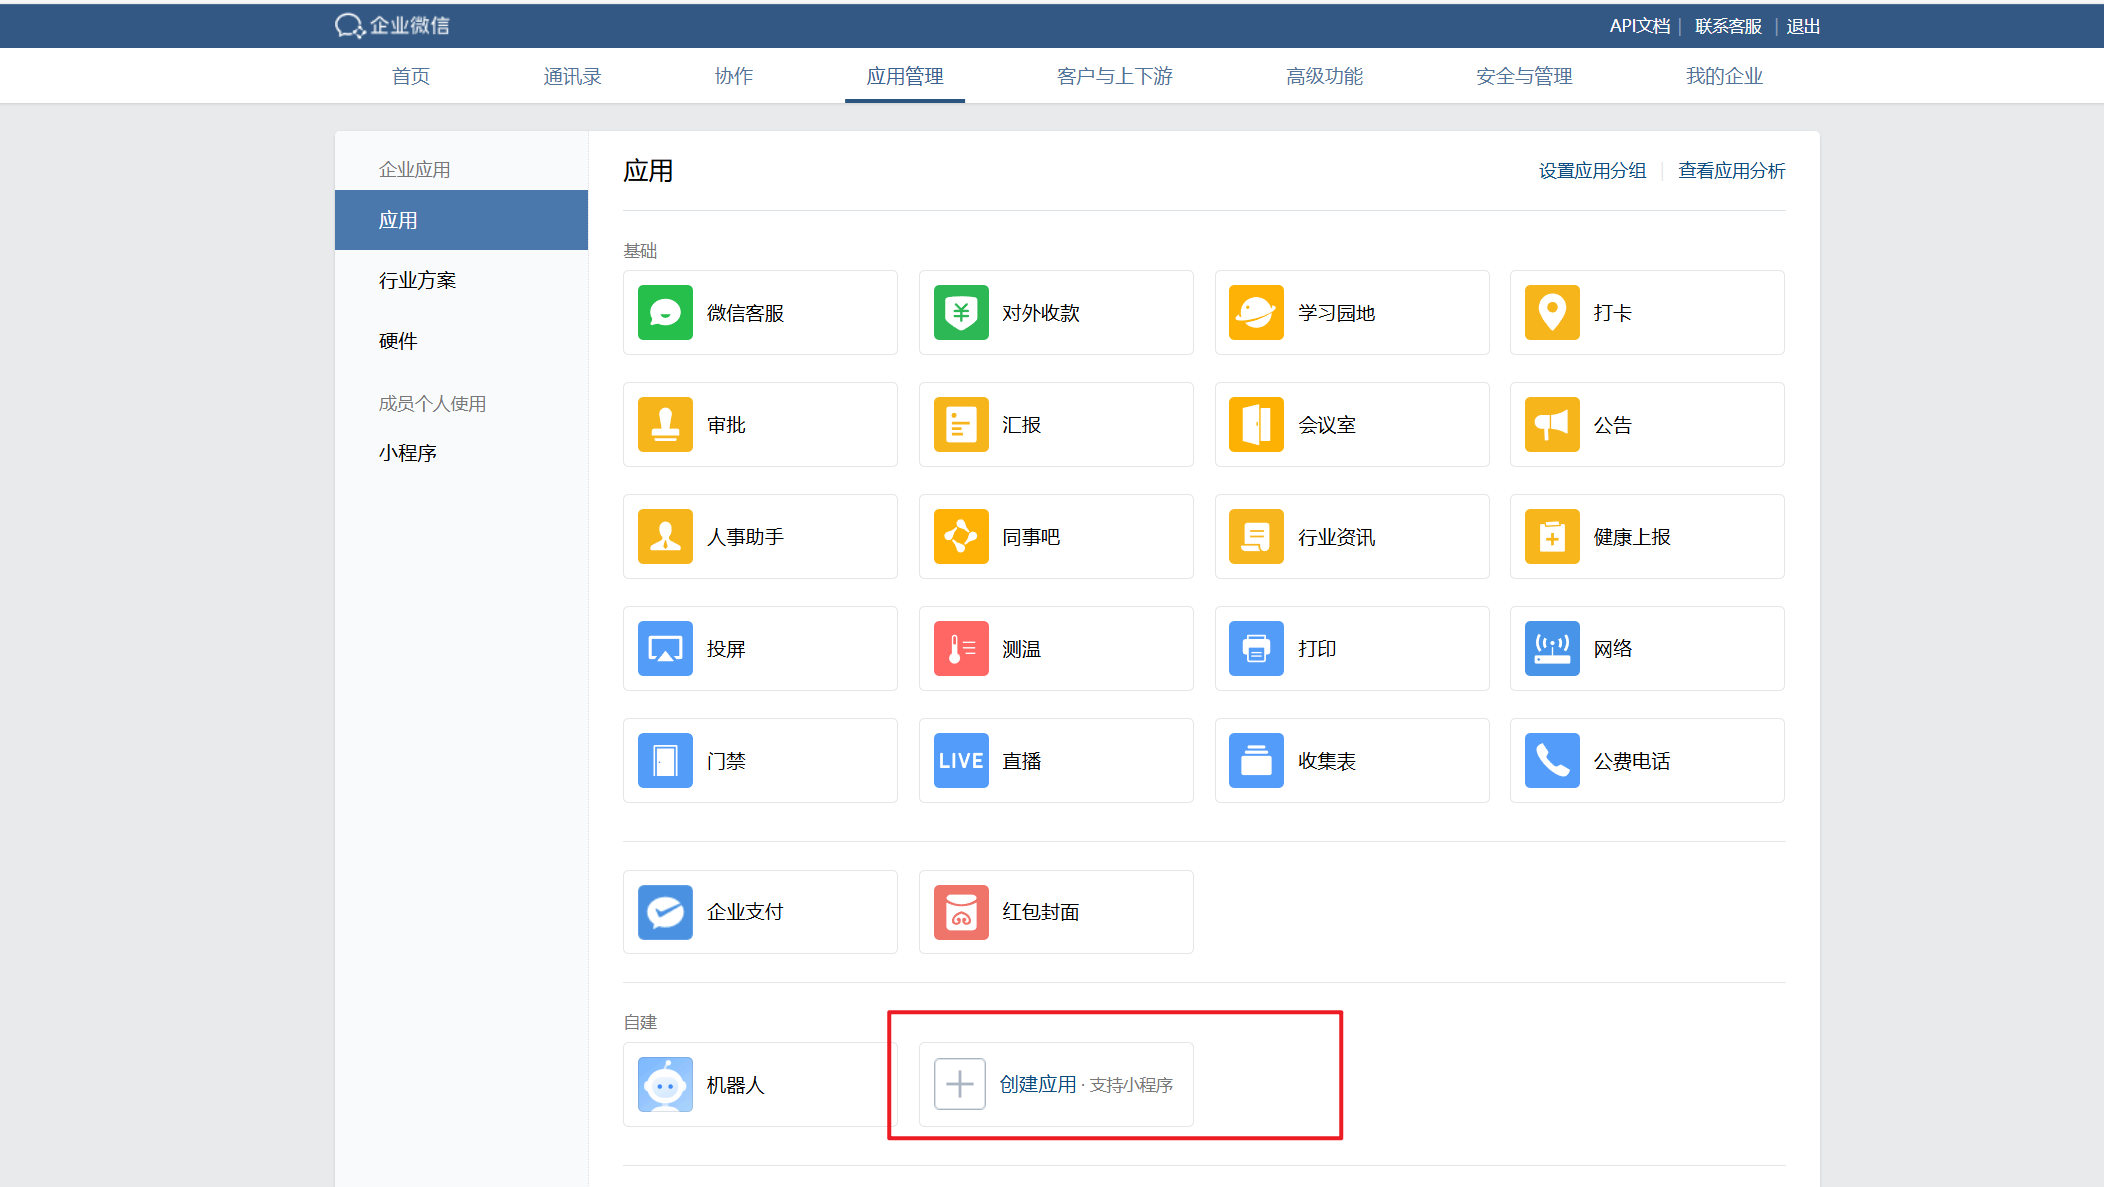 企业微信
API文档 | 联系客服 | 退出
首页 通讯录 协作 应用管理 客户与上下游 高级功能 安全与管理 我的企业
企业应用
应用
行业方案
硬件
成员个人使用
小程序
应用
设置应用分组 | 查看应用分析
基础
微信客服 对外收款 学习园地 打卡
审批 汇报 会议室 公告
人事助手 同事吧 行业资讯 健康上报
投屏 测温 打印 网络
门禁 LIVE 直播 收集表 公费电话
企业支付 红包封面
自建
机器人 创建应用 · 支持小程序